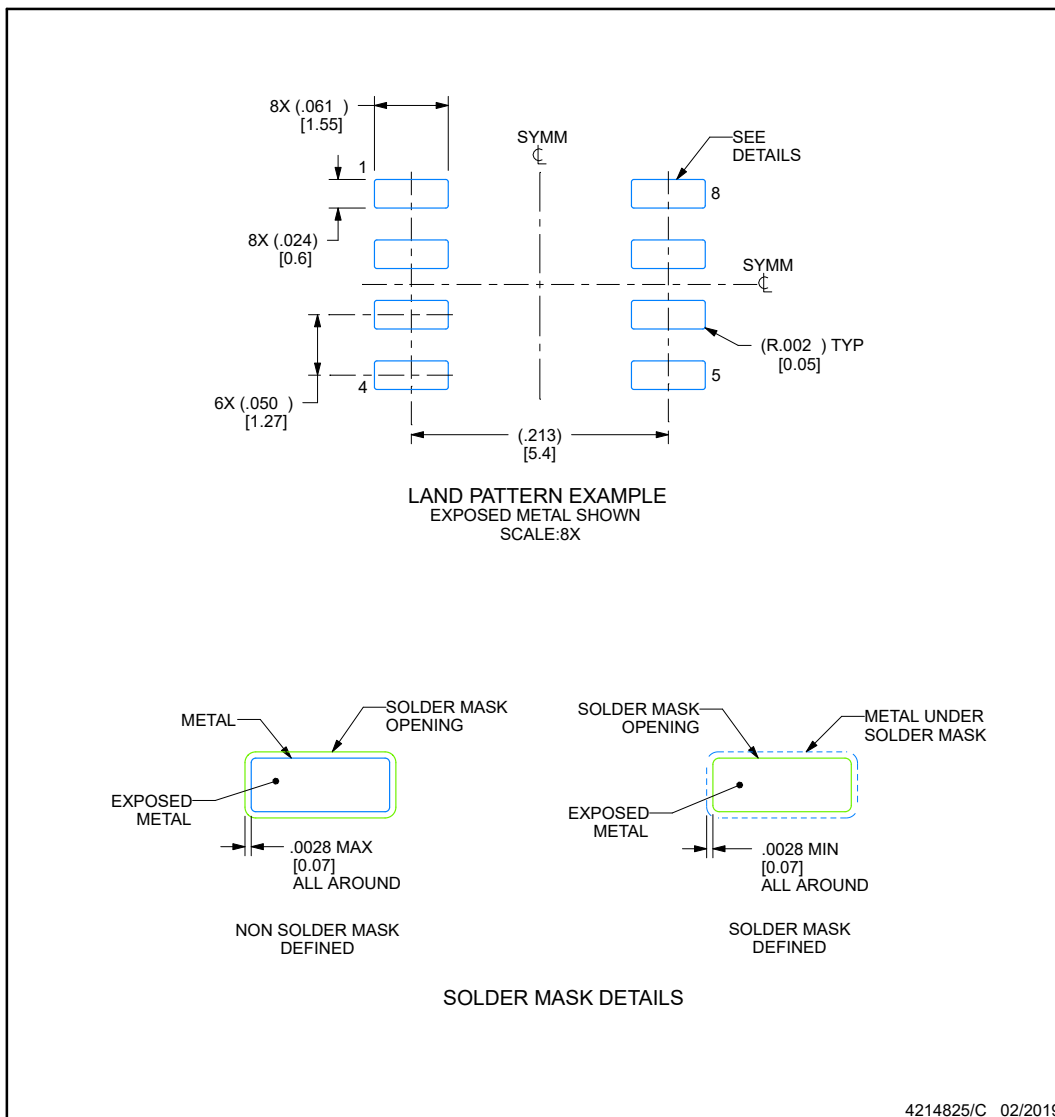 8X (.061 )
[1.55]
SYMM
℄
SEE
DETAILS
1
8
8X (.024)
[0.6]
SYMM
℄
(R.002 ) TYP
[0.05]
4
5
6X (.050 )
[1.27]
(.213)
[5.4]
LAND PATTERN EXAMPLE
EXPOSED METAL SHOWN
SCALE:8X
METAL
SOLDER MASK
OPENING
EXPOSED
METAL
.0028 MAX
[0.07]
ALL AROUND
NON SOLDER MASK
DEFINED
SOLDER MASK
OPENING
METAL UNDER
SOLDER MASK
EXPOSED
METAL
.0028 MIN
[0.07]
ALL AROUND
SOLDER MASK
DEFINED
SOLDER MASK DETAILS
4214825/C 02/2019